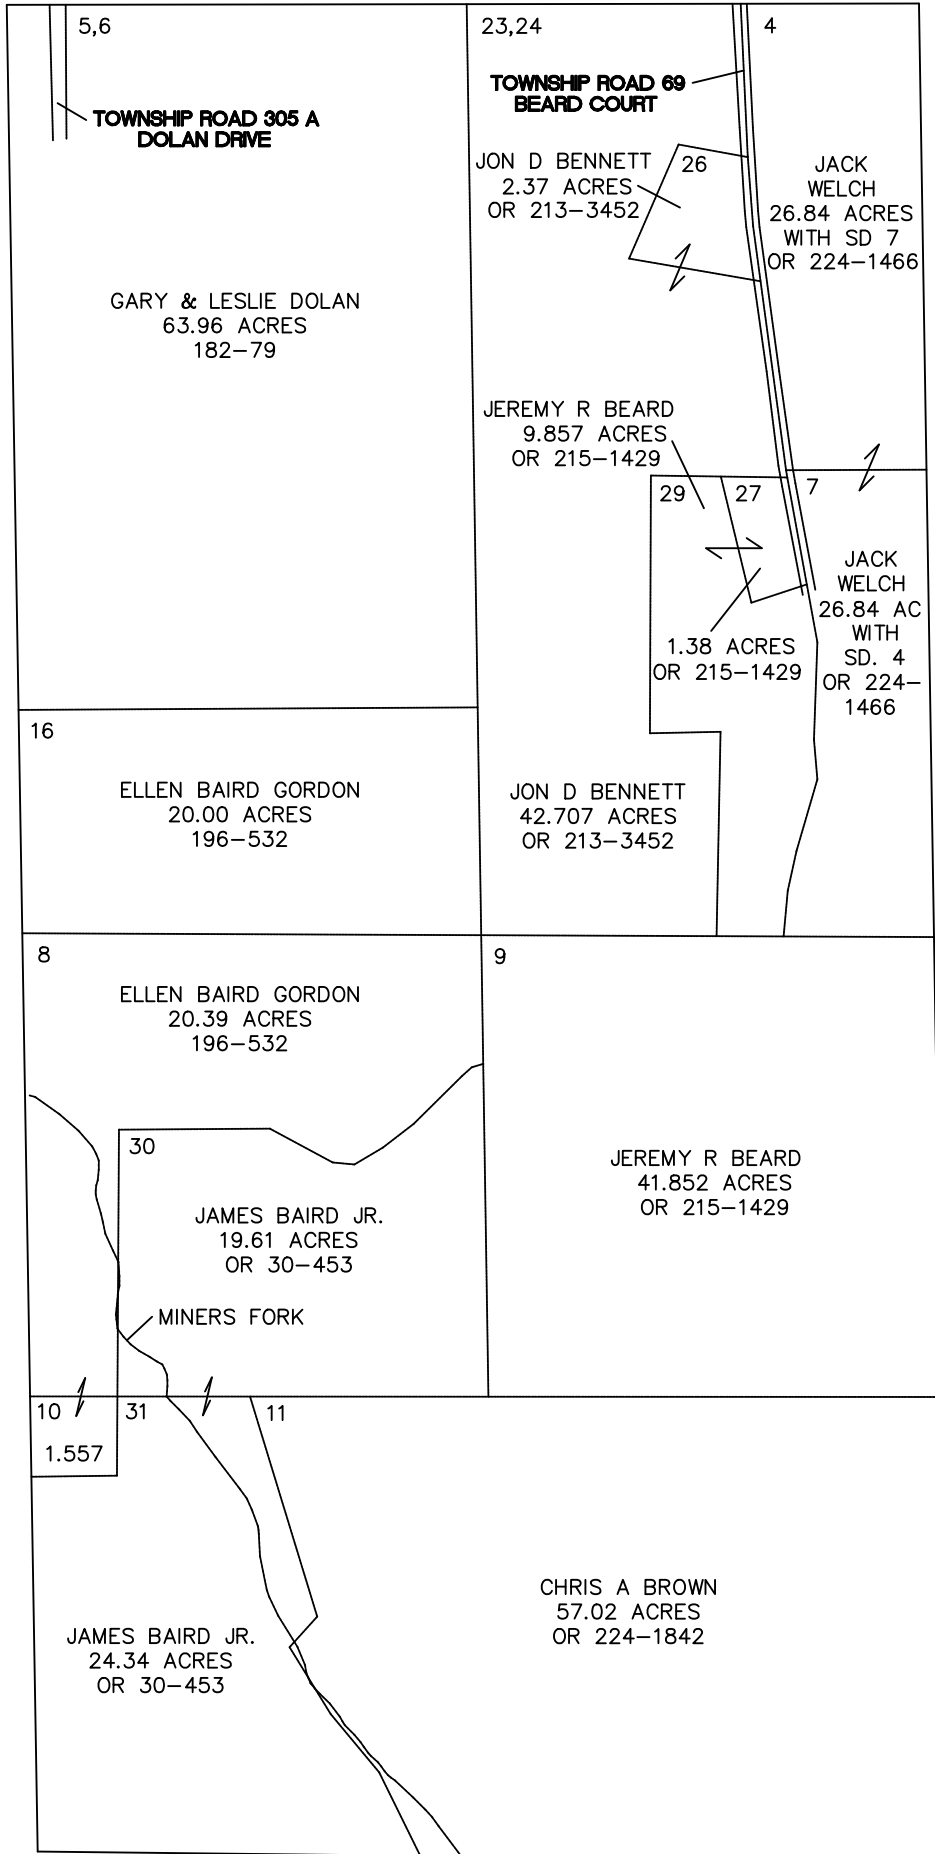 5,6
23,24
4
TOWNSHIP ROAD 69
BEARD COURT
TOWNSHIP ROAD 305 A
DOLAN DRIVE
JON D BENNETT
2.37 ACRES
OR 213-3452
26
JACK
WELCH
26.84 ACRES
WITH SD 7
OR 224-1466
GARY & LESLIE DOLAN
63.96 ACRES
182-79
JEREMY R BEARD
9.857 ACRES
OR 215-1429
29
27
7
JACK
WELCH
26.84 AC
WITH
SD. 4
OR 224-
1466
1.38 ACRES
OR 215-1429
16
ELLEN BAIRD GORDON
20.00 ACRES
196-532
JON D BENNETT
42.707 ACRES
OR 213-3452
8
9
ELLEN BAIRD GORDON
20.39 ACRES
196-532
30
JAMES BAIRD JR.
19.61 ACRES
OR 30-453
JEREMY R BEARD
41.852 ACRES
OR 215-1429
MINERS FORK
10
31
11
1.557
CHRIS A BROWN
57.02 ACRES
OR 224-1842
JAMES BAIRD JR.
24.34 ACRES
OR 30-453